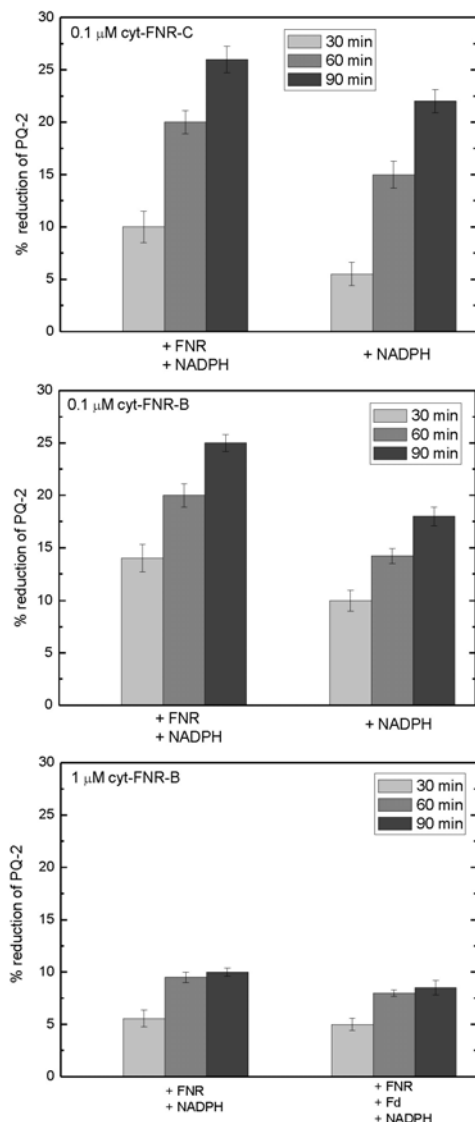 0.1 μM cyt-FNR-C
30 min
60 min
90 min
% reduction of PQ-2
30
25
20
15
10
5
0
+ FNR
+ NADPH
+ NADPH
0.1 μM cyt-FNR-B
30 min
60 min
90 min
% reduction of PQ-2
30
25
20
15
10
5
0
+ FNR
+ NADPH
+ NADPH
1 μM cyt-FNR-B
30 min
60 min
90 min
% reduction of PQ-2
30
25
20
15
10
5
0
+ FNR
+ NADPH
+ FNR
+ Fd
+ NADPH